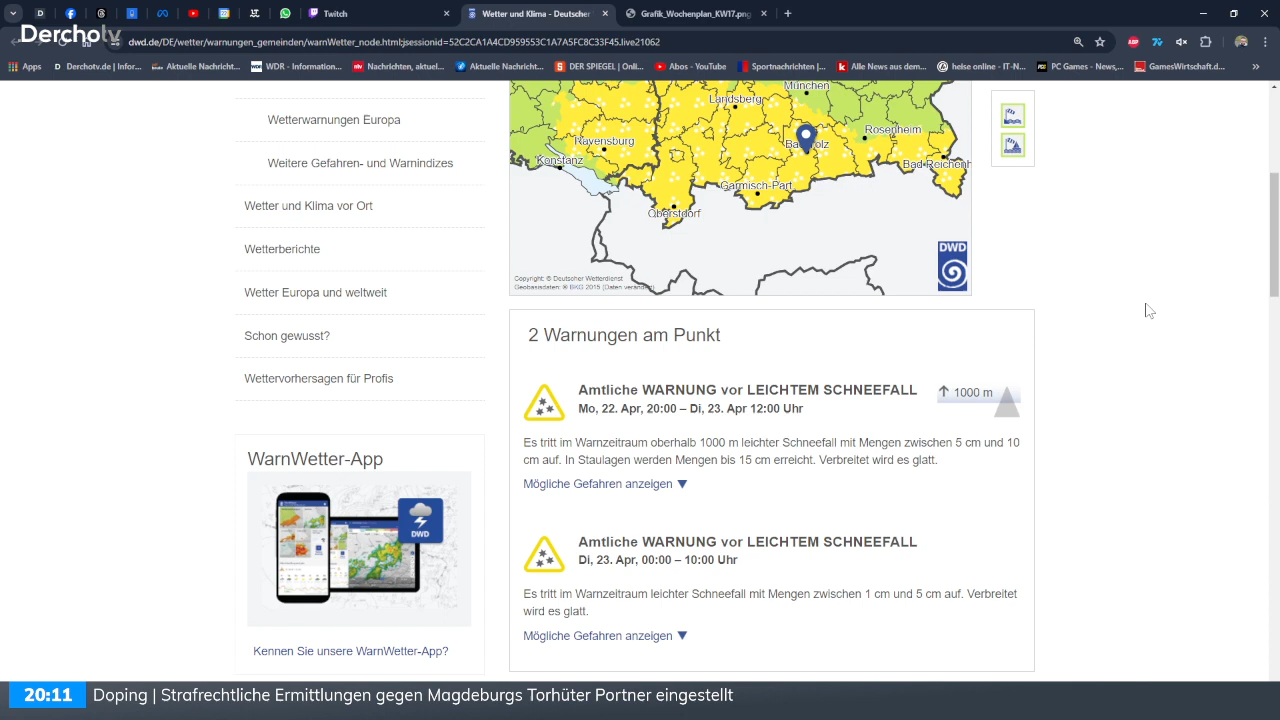 Twitch
Wetter und Klima - Deutscher
Grafik_Wochenplan_KW17.png
Dercholv
dwd.de/DE/wetter/warnungen_gemeinden/warnWetter_node.html;jsessionid=52C2CA1A4CD959553C1A7A5FC8C33F45.live21062
Apps
Derchotv.de | Infor...
Aktuelle Nachricht...
WDR - Information...
Nachrichten, aktuel...
Aktuelle Nachricht...
DER SPIEGEL | Onli...
Abos - YouTube
Sportnachrichten |...
Alle News aus dem...
heise online - IT-N...
PC Games - News,...
GamesWirtschaft.d...
Wetterwarnungen Europa
Weitere Gefahren- und Warnindizes
Wetter und Klima vor Ort
Wetterberichte
Wetter Europa und weltweit
Schon gewusst?
Wettervorhersagen für Profis
WarnWetter-App
DWD
Kennen Sie unsere WarnWetter-App?
München
Landsberg
Rosenheim
Ravensburg
Konstanz
Bad Reichenh
Garmisch-Part
Oberstdorf
DWD
Copyright: © Deutscher Wetterdienst
Geobasisdaten: © BKG 2015 (Daten verändert)
2 Warnungen am Punkt
Amtliche WARNUNG vor LEICHTEM SCHNEEFALL
1000 m
Mo, 22. Apr, 20:00 – Di, 23. Apr 12:00 Uhr
Es tritt im Warnzeitraum oberhalb 1000 m leichter Schneefall mit Mengen zwischen 5 cm und 10
cm auf. In Staulagen werden Mengen bis 15 cm erreicht. Verbreitet wird es glatt.
Mögliche Gefahren anzeigen ▼
Amtliche WARNUNG vor LEICHTEM SCHNEEFALL
Di, 23. Apr, 00:00 – 10:00 Uhr
Es tritt im Warnzeitraum leichter Schneefall mit Mengen zwischen 1 cm und 5 cm auf. Verbreitet
wird es glatt.
Mögliche Gefahren anzeigen ▼
20:11 Doping | Strafrechtliche Ermittlungen gegen Magdeburgs Torhüter Portner eingestellt